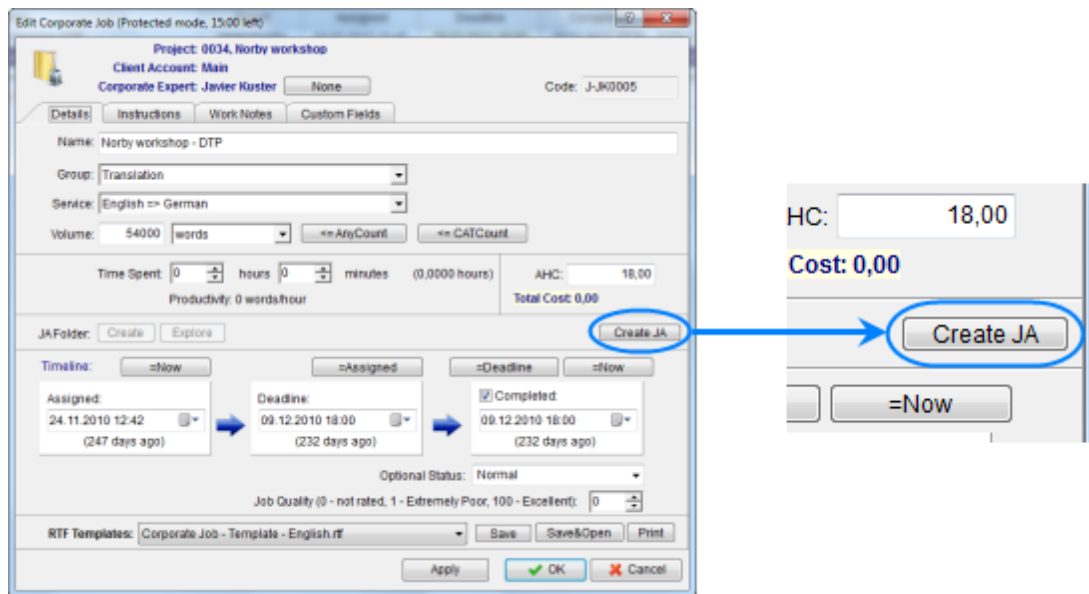 Edit Corporate Job (Protected mode, 15:00 left)
Project: 0034, Norby workshop
Client Account: Main
Corporate Expert: Javier Kuster None Code: J-JK0005
Details Instructions Work Notes Custom Fields
Name: Norby workshop - DTP
Group: Translation
Service: English => German
Volume: 54000 words <= AnyCount <= CATCount
Time Spent: 0 hours 0 minutes (0,0000 hours) AHC: 18,00
Productivity: 0 words/hour Total Cost: 0,00
JA Folder: Create Explore Create JA
Timeline: =Now =Assigned =Deadline =Now
Assigned: Deadline: Completed:
24.11.2010 12:42 09.12.2010 18:00 09.12.2010 18:00
(247 days ago) (232 days ago) (232 days ago)
Optional Status: Normal
Job Quality (0 - not rated, 1 - Extremely Poor, 100 - Excellent): 0
RTF Templates: Corporate Job - Template - English.rtf Save Save&Open Print
Apply OK Cancel
HC: 18,00
Cost: 0,00
Create JA
=Now